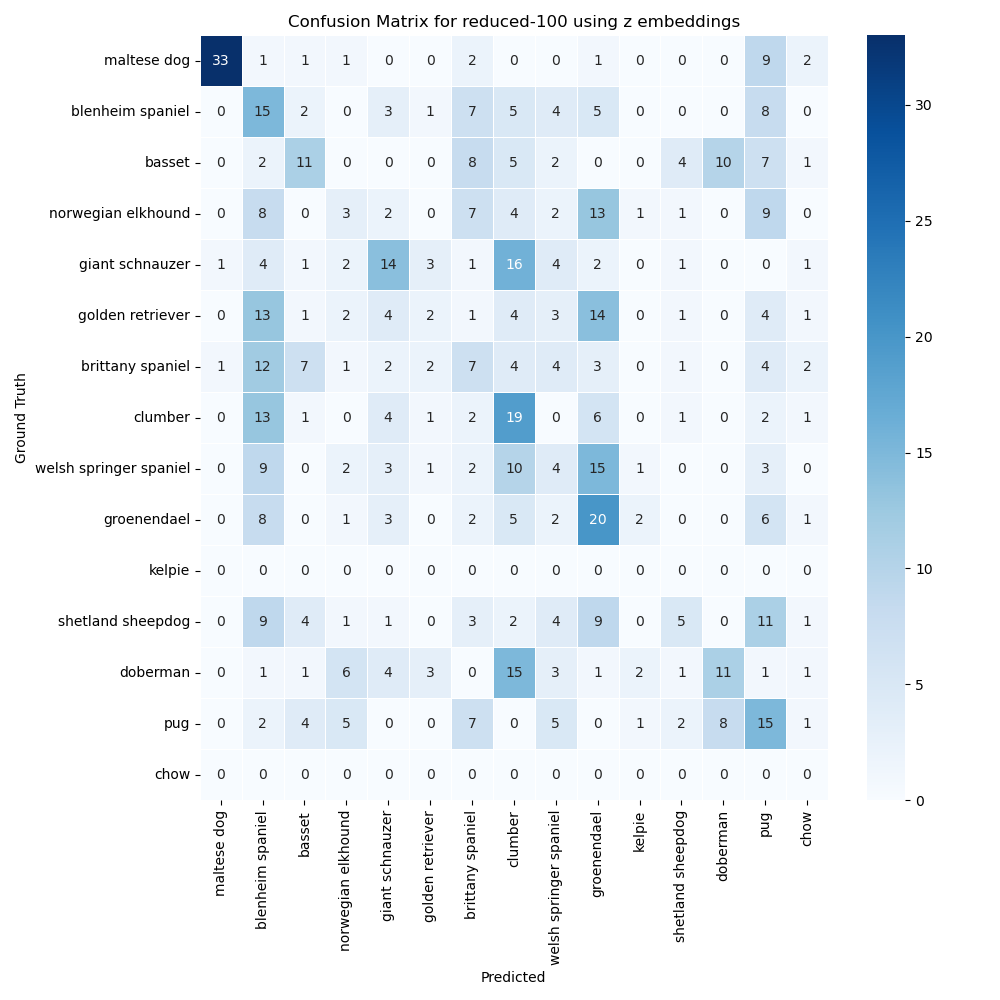 Confusion Matrix for reduced-100 using z embeddings
maltese dog 33 1 1 1 0 0 2 0 0 1 0 0 0 9 2
blenheim spaniel 0 15 2 0 3 1 7 5 4 5 0 0 0 8 0
basset 0 2 11 0 0 0 8 5 2 0 0 4 10 7 1
norwegian elkhound 0 8 0 3 2 0 7 4 2 13 1 1 0 9 0
giant schnauzer 1 4 1 2 14 3 1 16 4 2 0 1 0 0 1
golden retriever 0 13 1 2 4 2 1 4 3 14 0 1 0 4 1
brittany spaniel 1 12 7 1 2 2 7 4 4 3 0 1 0 4 2
clumber 0 13 1 0 4 1 2 19 0 6 0 1 0 2 1
welsh springer spaniel 0 9 0 2 3 1 2 10 4 15 1 0 0 3 0
groenendael 0 8 0 1 3 0 2 5 2 20 2 0 0 6 1
kelpie 0 0 0 0 0 0 0 0 0 0 0 0 0 0 0
shetland sheepdog 0 9 4 1 1 0 3 2 4 9 0 5 0 11 1
doberman 0 1 1 6 4 3 0 15 3 1 2 1 11 1 1
pug 0 2 4 5 0 0 7 0 5 0 1 2 8 15 1
chow 0 0 0 0 0 0 0 0 0 0 0 0 0 0 0
Ground Truth
maltese dog
blenheim spaniel
basset
norwegian elkhound
giant schnauzer
golden retriever
brittany spaniel
clumber
welsh springer spaniel
groenendael
kelpie
shetland sheepdog
doberman
pug
chow
Predicted
30
25
20
15
10
5
0